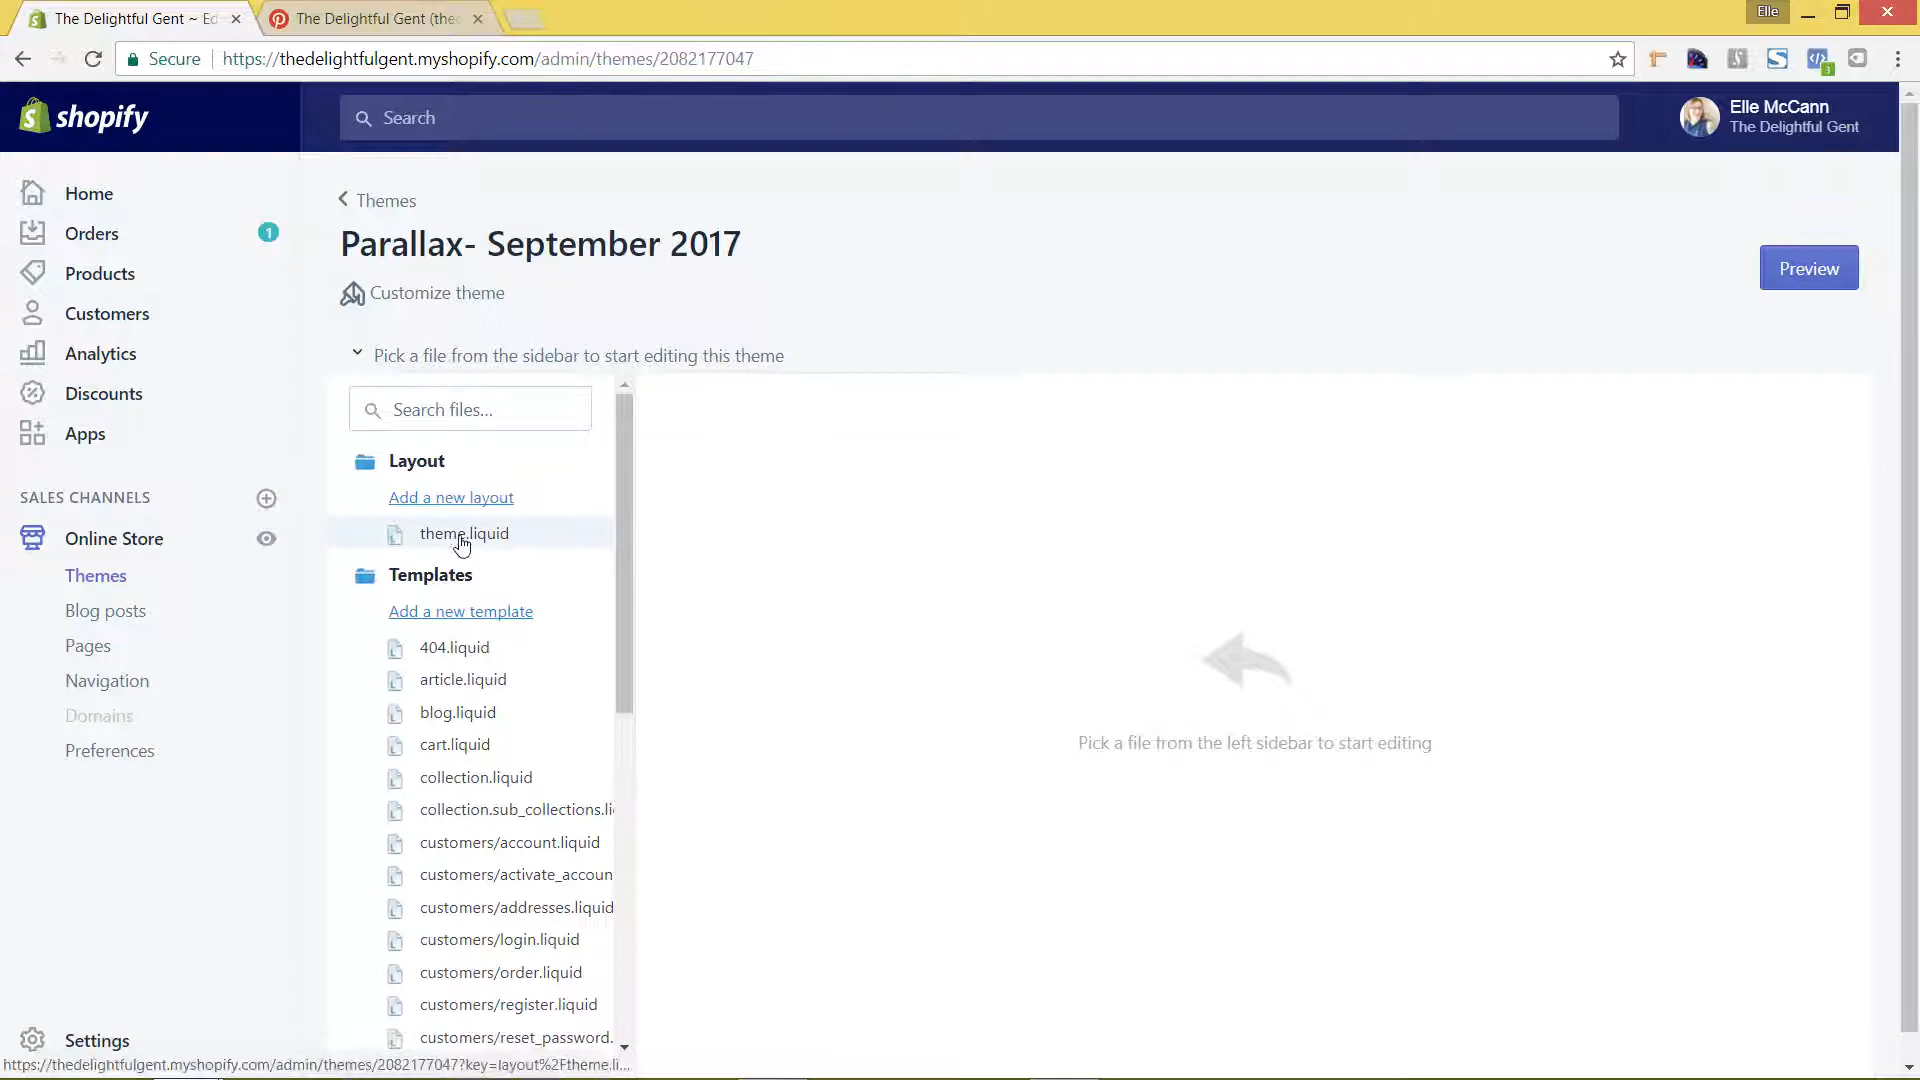 The Delightful Gent ~ Ed
The Delightful Gent (the
Elle
Secure
https://thedelightfulgent.myshopify.com/admin/themes/2082177047
3
shopify
Search
Elle McCann
The Delightful Gent
Home
Orders
1
Products
Customers
Analytics
Discounts
Apps
SALES CHANNELS
Online Store
Themes
Blog posts
Pages
Navigation
Domains
Preferences
Settings
Themes
Parallax- September 2017
Customize theme
Preview
Pick a file from the sidebar to start editing this theme
Search files...
Layout
Add a new layout
theme.liquid
Templates
Add a new template
404.liquid
article.liquid
blog.liquid
cart.liquid
collection.liquid
collection.sub_collections.li
customers/account.liquid
customers/activate_accoun
customers/addresses.liquid
customers/login.liquid
customers/order.liquid
customers/register.liquid
customers/reset_password.
Pick a file from the left sidebar to start editing
https://thedelightfulgent.myshopify.com/admin/themes/2082177047?key=layout%2Ftheme.li...